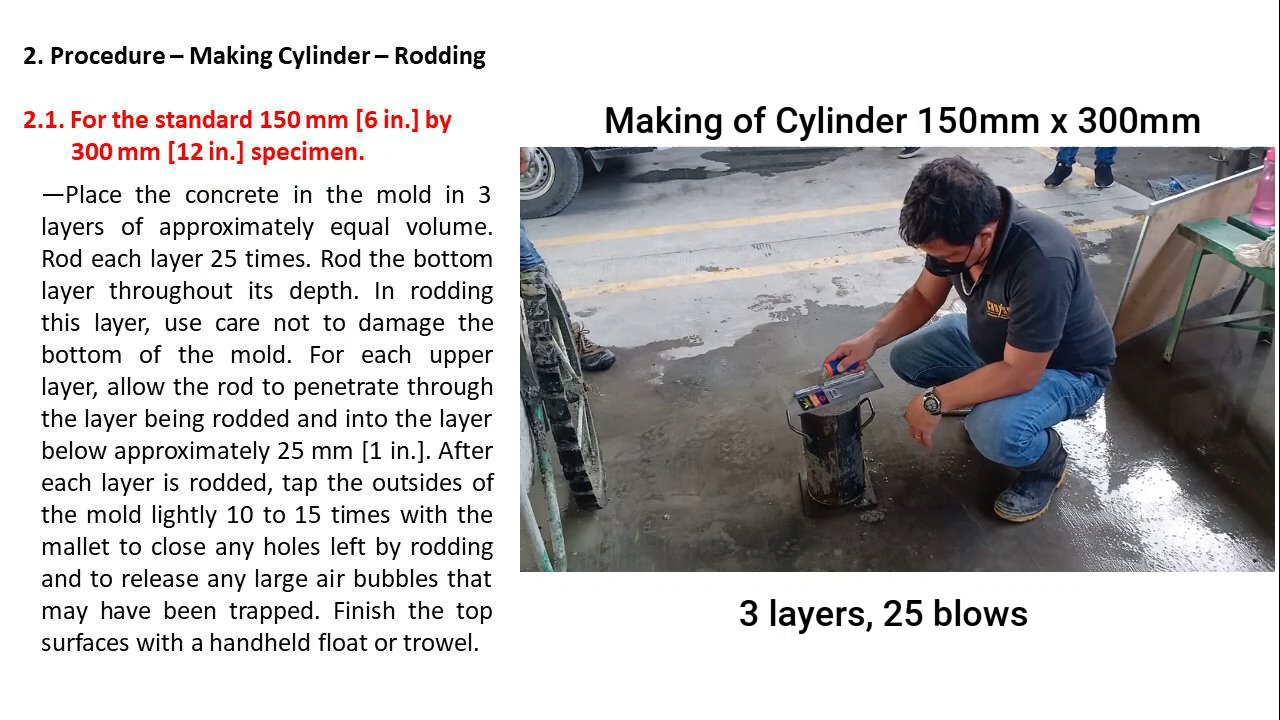 2. Procedure – Making Cylinder – Rodding
2.1. For the standard 150 mm [6 in.] by
300 mm [12 in.] specimen.
—Place the concrete in the mold in 3
layers of approximately equal volume.
Rod each layer 25 times. Rod the bottom
layer throughout its depth. In rodding
this layer, use care not to damage the
bottom of the mold. For each upper
layer, allow the rod to penetrate through
the layer being rodded and into the layer
below approximately 25 mm [1 in.]. After
each layer is rodded, tap the outsides of
the mold lightly 10 to 15 times with the
mallet to close any holes left by rodding
and to release any large air bubbles that
may have been trapped. Finish the top
surfaces with a handheld float or trowel.
Making of Cylinder 150mm x 300mm
3 layers, 25 blows